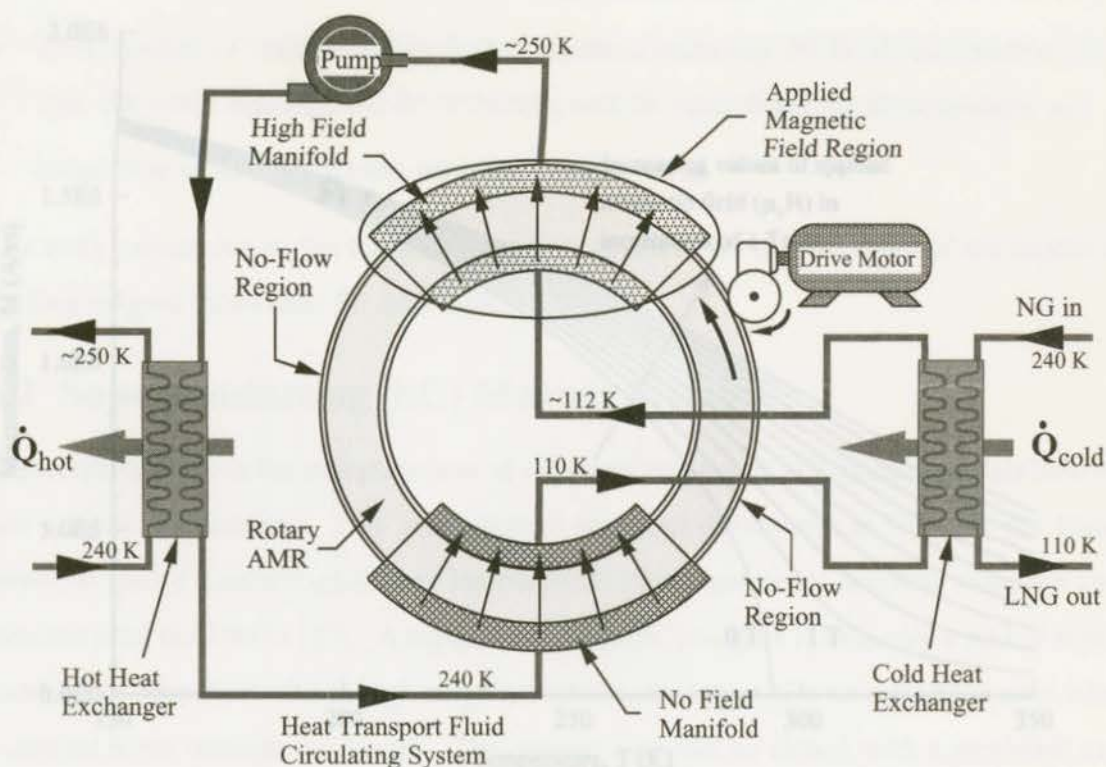 ~250 K
Pump
Applied
Magnetic
Field Region
High Field
Manifold
No-Flow
Region
Drive Motor
NG in
240 K
~250 K
~112 K
Q̇hot
Q̇cold
110 K
Rotary
AMR
240 K
110 K
LNG out
No-Flow
Region
Hot Heat
Exchanger
240 K
Cold Heat
Exchanger
No Field
Manifold
Heat Transport Fluid
Circulating System